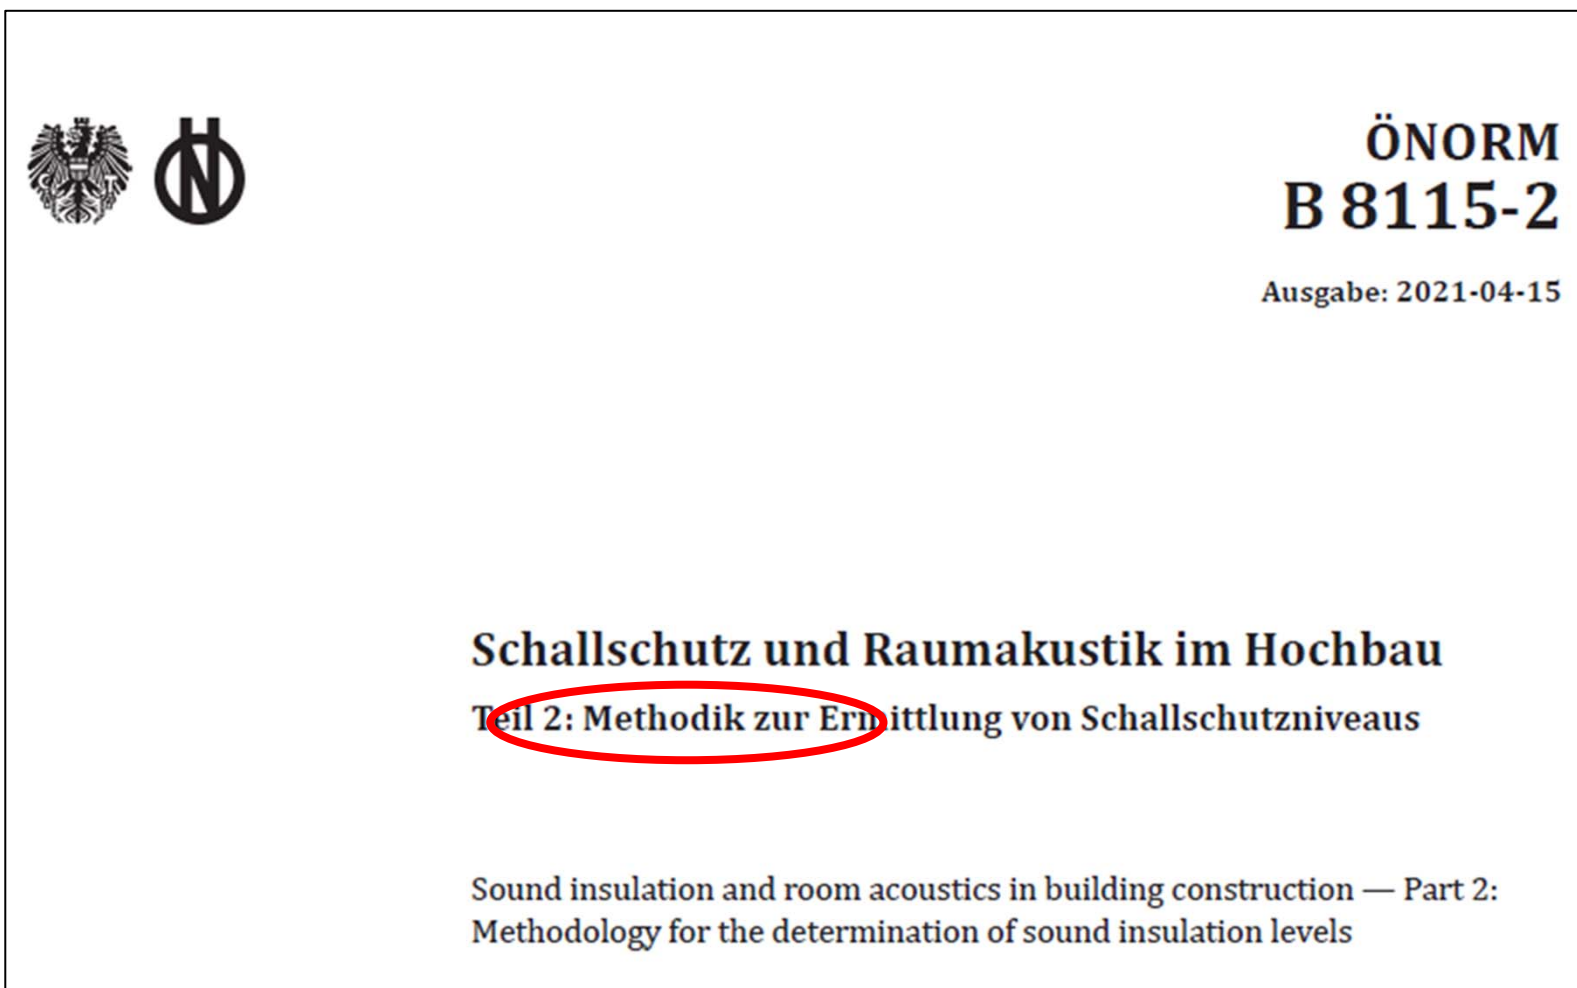 ÖNORM
B 8115-2
Ausgabe: 2021-04-15
Schallschutz und Raumakustik im Hochbau
Teil 2: Methodik zur Ermittlung von Schallschutzniveaus
Sound insulation and room acoustics in building construction — Part 2:
Methodology for the determination of sound insulation levels